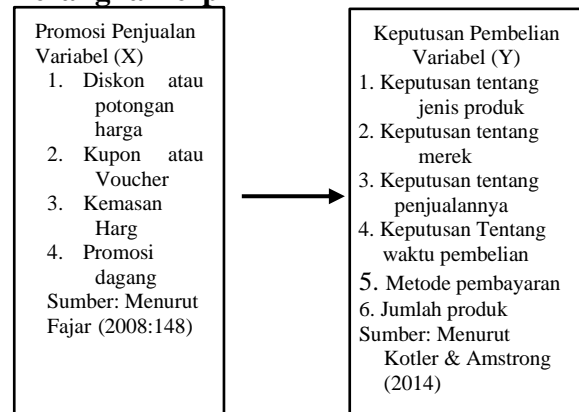 Promosi Penjualan
Variabel (X)
1. Diskon atau
potongan
harga
2. Kupon atau
Voucher
3. Kemasan
Harg
4. Promosi
dagang
Sumber: Menurut
Fajar (2008:148)
Keputusan Pembelian
Variabel (Y)
1. Keputusan tentang
jenis produk
2. Keputusan tentang
merek
3. Keputusan tentang
penjualannya
4. Keputusan Tentang
waktu pembelian
5. Metode pembayaran
6. Jumlah produk
Sumber: Menurut
Kotler & Amstrong
(2014)